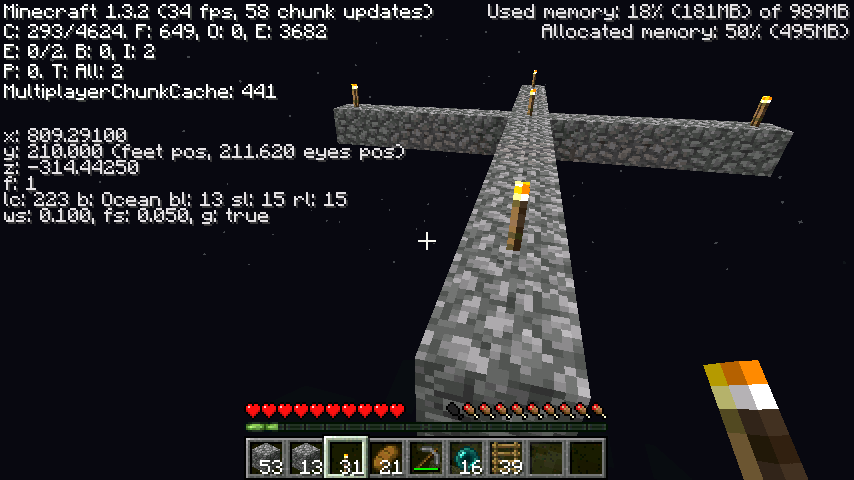 Minecraft 1.3.2 (34 fps, 58 chunk updates)
C: 293/4624. F: 649, O: 0, E: 3682
E: 0/2. B: 0, I: 2
P: 0. T: All: 2
MultiplayerChunkCache: 441
x: 809.29100
y: 210.000 (feet pos, 211.620 eyes pos)
z: -314.44250
f: 1
lc: 223 b: Ocean bl: 13 sl: 15 rl: 15
ws: 0.100, fs: 0.050, g: true
Used memory: 18% (181MB) of 989MB
Allocated memory: 50% (495MB)
53 13 31 21 16 39